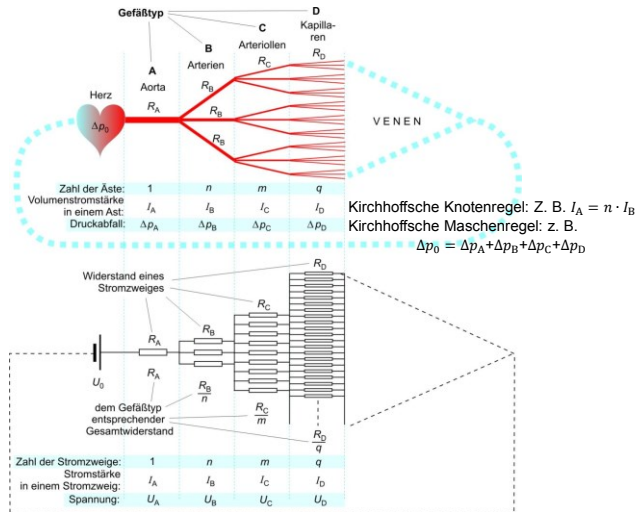 Gefäßtyp
D
C Kapilla-
B Arteriollen ren
A Arterien R_C R_D
Aorta R_B
Herz R_A R_B
Δp_0
R_B
V E N E N
Zahl der Äste: 1 n m q
Volumenstromstärke
in einem Ast: I_A I_B I_C I_D
Druckabfall: Δp_A Δp_B Δp_C Δp_D
Kirchhoffsche Knotenregel: Z. B. I_A = n · I_B
Kirchhoffsche Maschenregel: z. B.
Δp_0 = Δp_A+Δp_B+Δp_C+Δp_D
Widerstand eines
Stromzweiges
R_D
R_C
R_B
R_A
U_0
R_A
R_B/n
dem Gefäßtyp
entsprechender
Gesamtwiderstand
R_C/m
R_D/q
Zahl der Stromzweige: 1 n m q
Stromstärke
in einem Stromzweig: I_A I_B I_C I_D
Spannung: U_A U_B U_C U_D